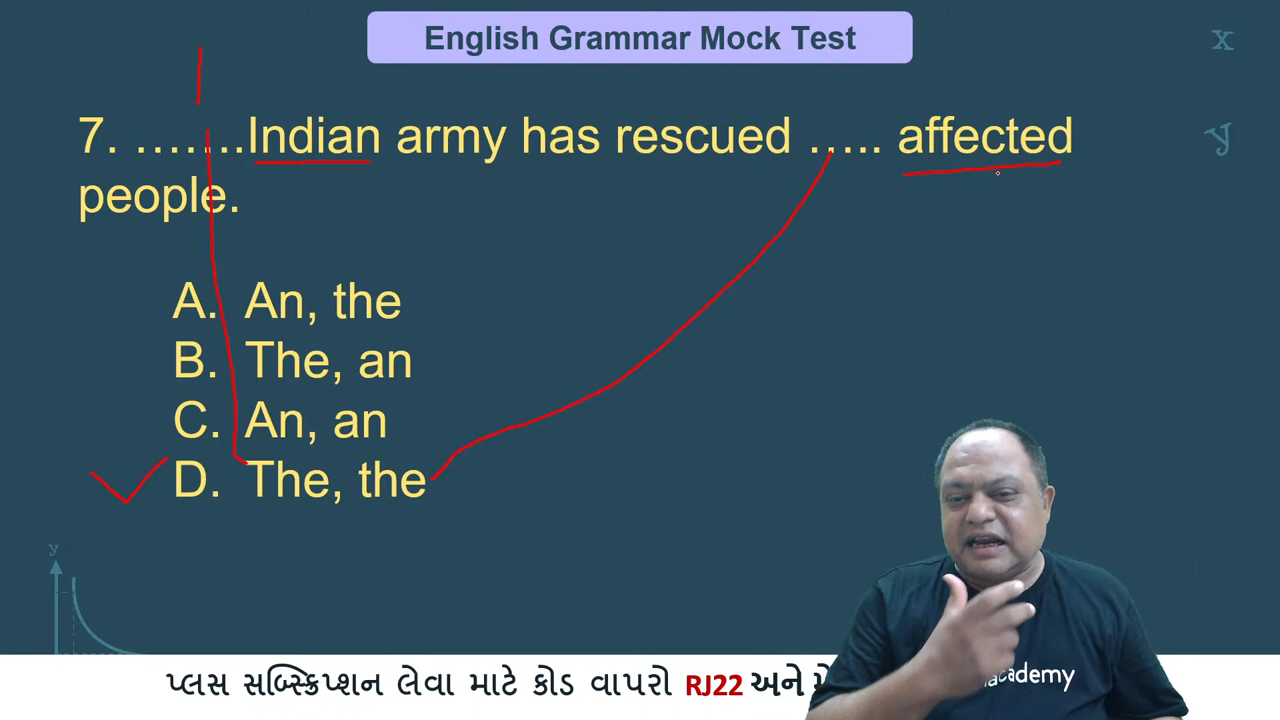 English Grammar Mock Test
x
y
7. …….Indian army has rescued ….. affected
people.
A. An, the
B. The, an
C. An, an
D. The, the
y
પ્લસ સબ્સ્ક્રિપ્શન લેવા માટે કોડ વાપરો RJ22 અને